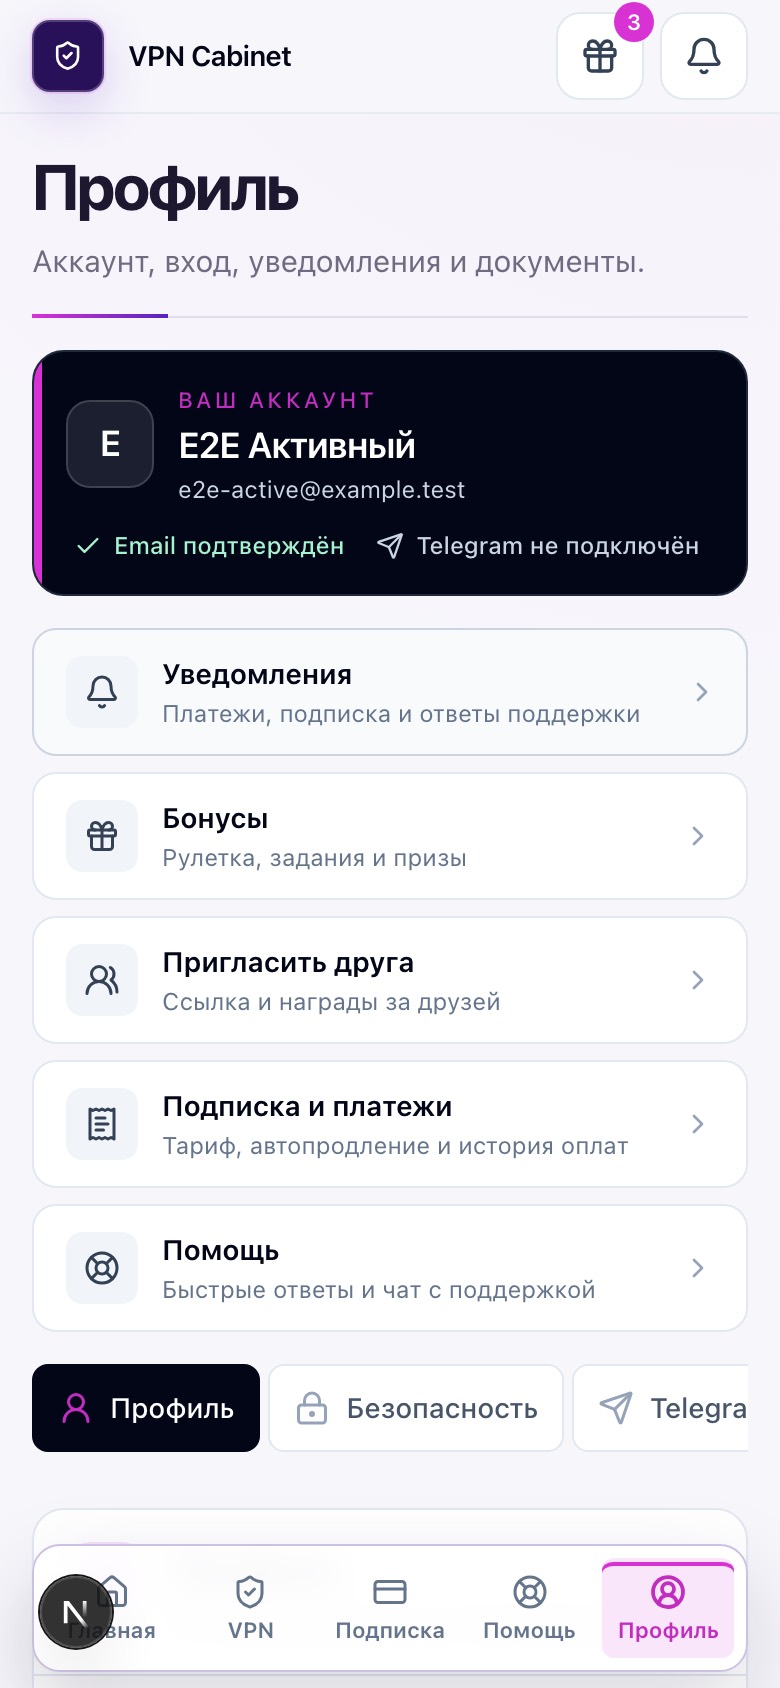 VPN Cabinet
3
Профиль
Аккаунт, вход, уведомления и документы.
E
ВАШ АККАУНТ
E2E Активный
e2e-active@example.test
Email подтверждён
Telegram не подключён
Уведомления
Платежи, подписка и ответы поддержки
Бонусы
Рулетка, задания и призы
Пригласить друга
Ссылка и награды за друзей
Подписка и платежи
Тариф, автопродление и история оплат
Помощь
Быстрые ответы и чат с поддержкой
Профиль
Безопасность
Telegra
N
Главная
VPN
Подписка
Помощь
Профиль